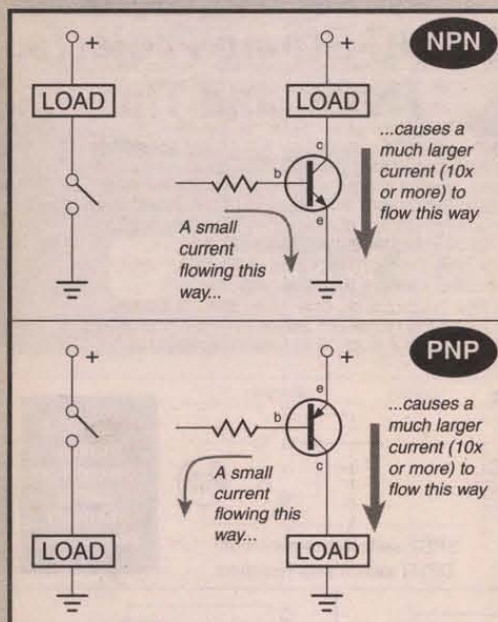 NPN
+
+
LOAD
LOAD
c
b
e
...causes a
much larger
current (10x
or more) to
flow this way
A small
current
flowing this
way...
PNP
+
+
e
b
c
...causes a
much larger
current (10x
or more) to
flow this way
A small
current
flowing this
way...
LOAD
LOAD